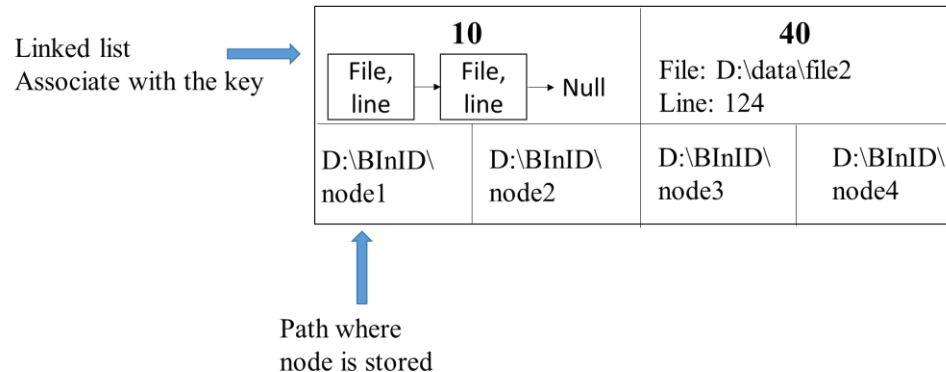 Linked list
Associate with the key
10
File,
line
File,
line
Null
40
File: D:\data\file2
Line: 124
D:\BInID\
node1
D:\BInID\
node2
D:\BInID\
node3
D:\BInID\
node4
Path where
node is stored